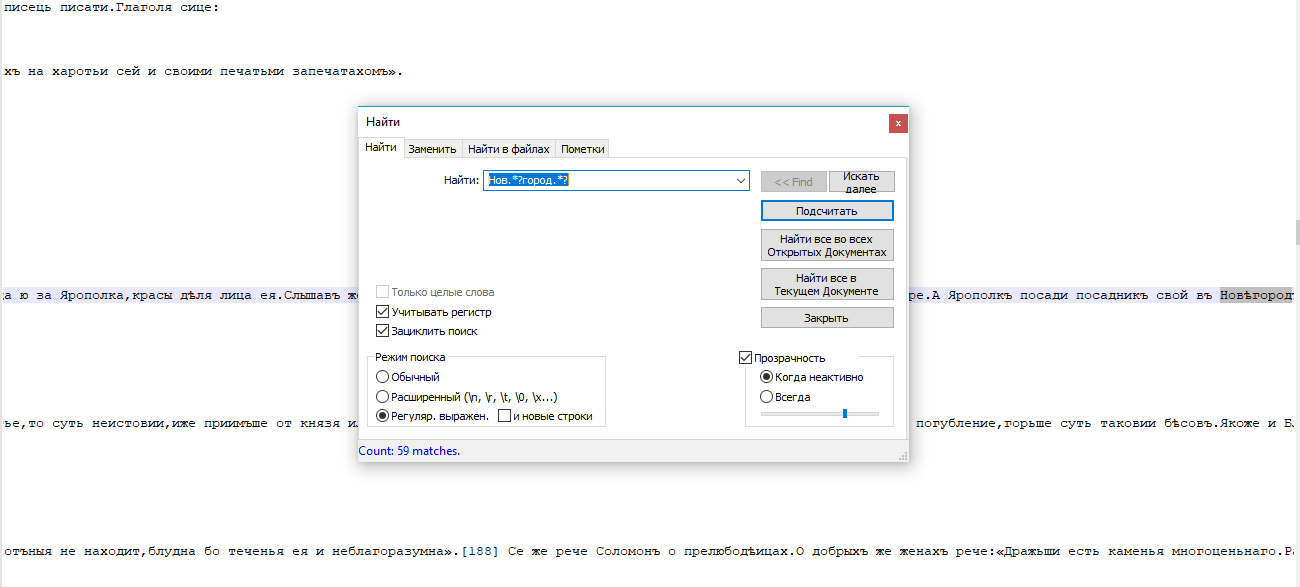 писець писати.Глаголя сице:
хъ на харотьи сей и своими печатьми запечатахомъ».
Найти
x
Найти Заменить Найти в файлах Пометки
Найти: Нов.*?город.*?
<< Find Искать далее
Подсчитать
Найти все во всех
Открытых Документах
Найти все в
Текущем Документе
Закрыть
да ю за Ярополка,красы дѣля лица ея.Слышавъ же
ре.А Ярополкъ посади посадникъ свой въ Новѣгородѣ
Только целые слова
Учитывать регистр
Зациклить поиск
Режим поиска
Обычный
Расширенный (\n, \r, \t, \0, \x...)
Регуляр. выражен. и новые строки
Прозрачность
Когда неактивно
Всегда
ье,то суть неистовии,иже приимъше от князя
погубление,горьше суть таковии бѣсовъ.Якоже и
Count: 59 matches.
отъныя не находит,блудна бо теченья ея и неблагоразумна».[188] Се же рече Соломонъ о прелюбодѣицах.О добрыхъ же женахъ рече:«Дражьши есть каменья многоценьнаго.